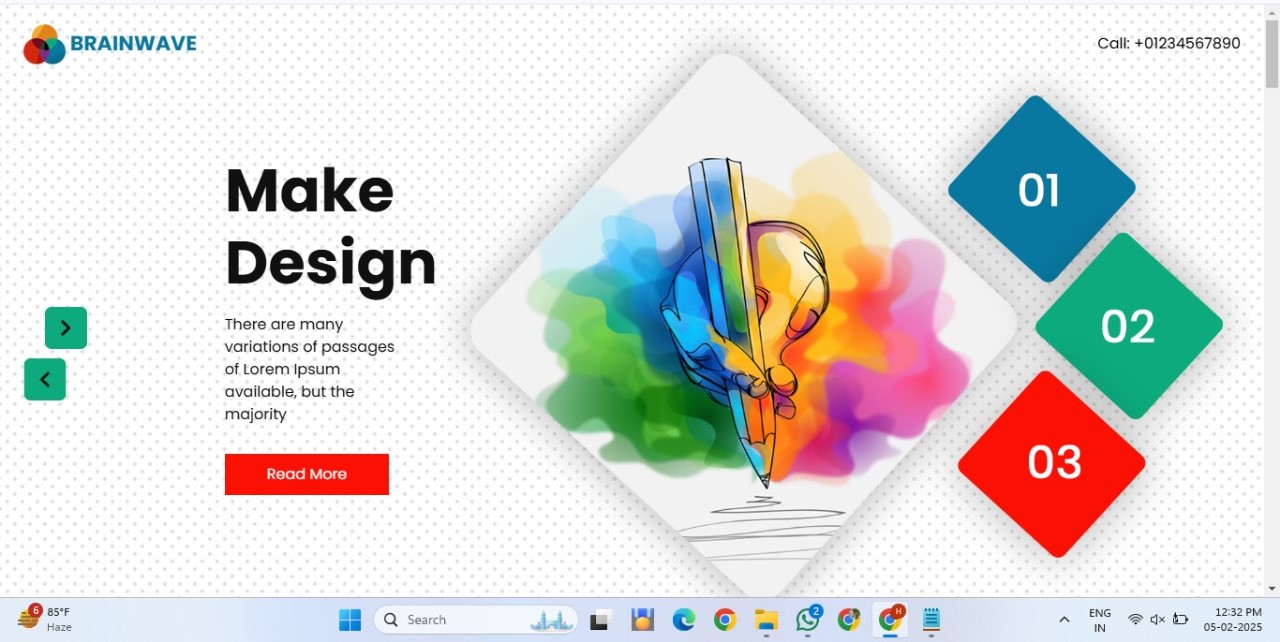 BRAINWAVE
Call: +01234567890
Make
Design
There are many
variations of passages
of Lorem Ipsum
available, but the
majority
Read More
01
02
03
6
85°F
Haze
Search
2
H
ENG
IN
12:32 PM
05-02-2025